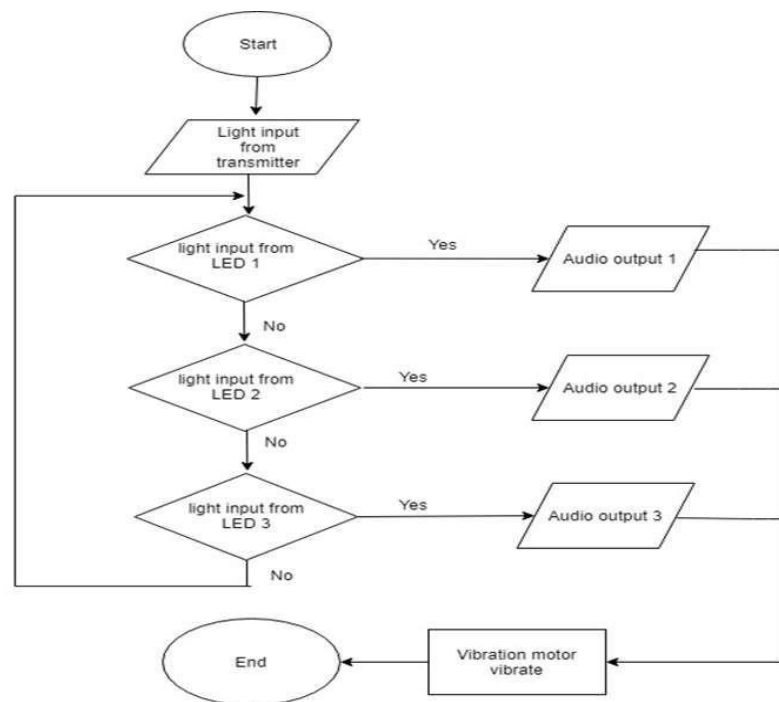 Start
Light input
from
transmitter
light input from
LED 1
Yes
Audio output 1
No
light input from
LED 2
Yes
Audio output 2
No
light input from
LED 3
Yes
Audio output 3
No
End
Vibration motor
vibrate